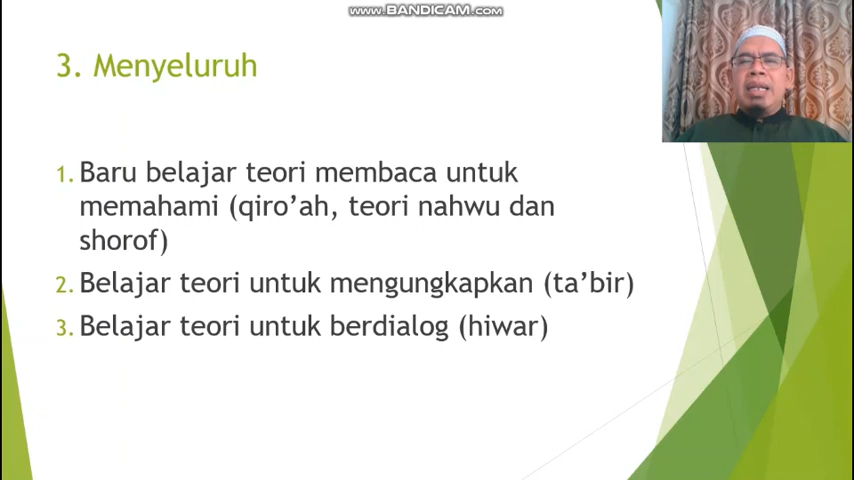 WWW.BANDICAM.COM
3. Menyeluruh
1. Baru belajar teori membaca untuk
memahami (qiro’ah, teori nahwu dan
shorof)
2. Belajar teori untuk mengungkapkan (ta’bir)
3. Belajar teori untuk berdialog (hiwar)